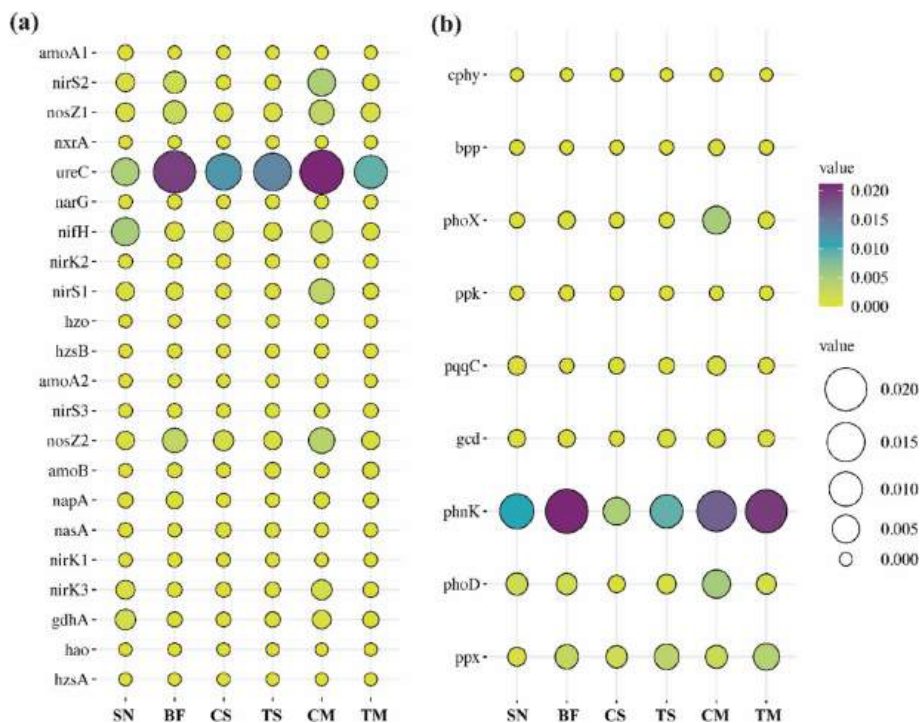 (a)
amoA1
nirS2
nosZ1
nxrA
ureC
narG
nifH
nirK2
nirS1
hzo
hzsB
amoA2
nirS3
nosZ2
amoB
napA
nasA
nirK1
nirK3
gdhA
hao
hzsA
SN BF CS TS CM TM
(b)
cphy
bpp
phoX
ppk
pqqC
gcd
phnK
phoD
ppx
SN BF CS TS CM TM
value
0.020
0.015
0.010
0.005
0.000
value
0.020
0.015
0.010
0.005
0.000